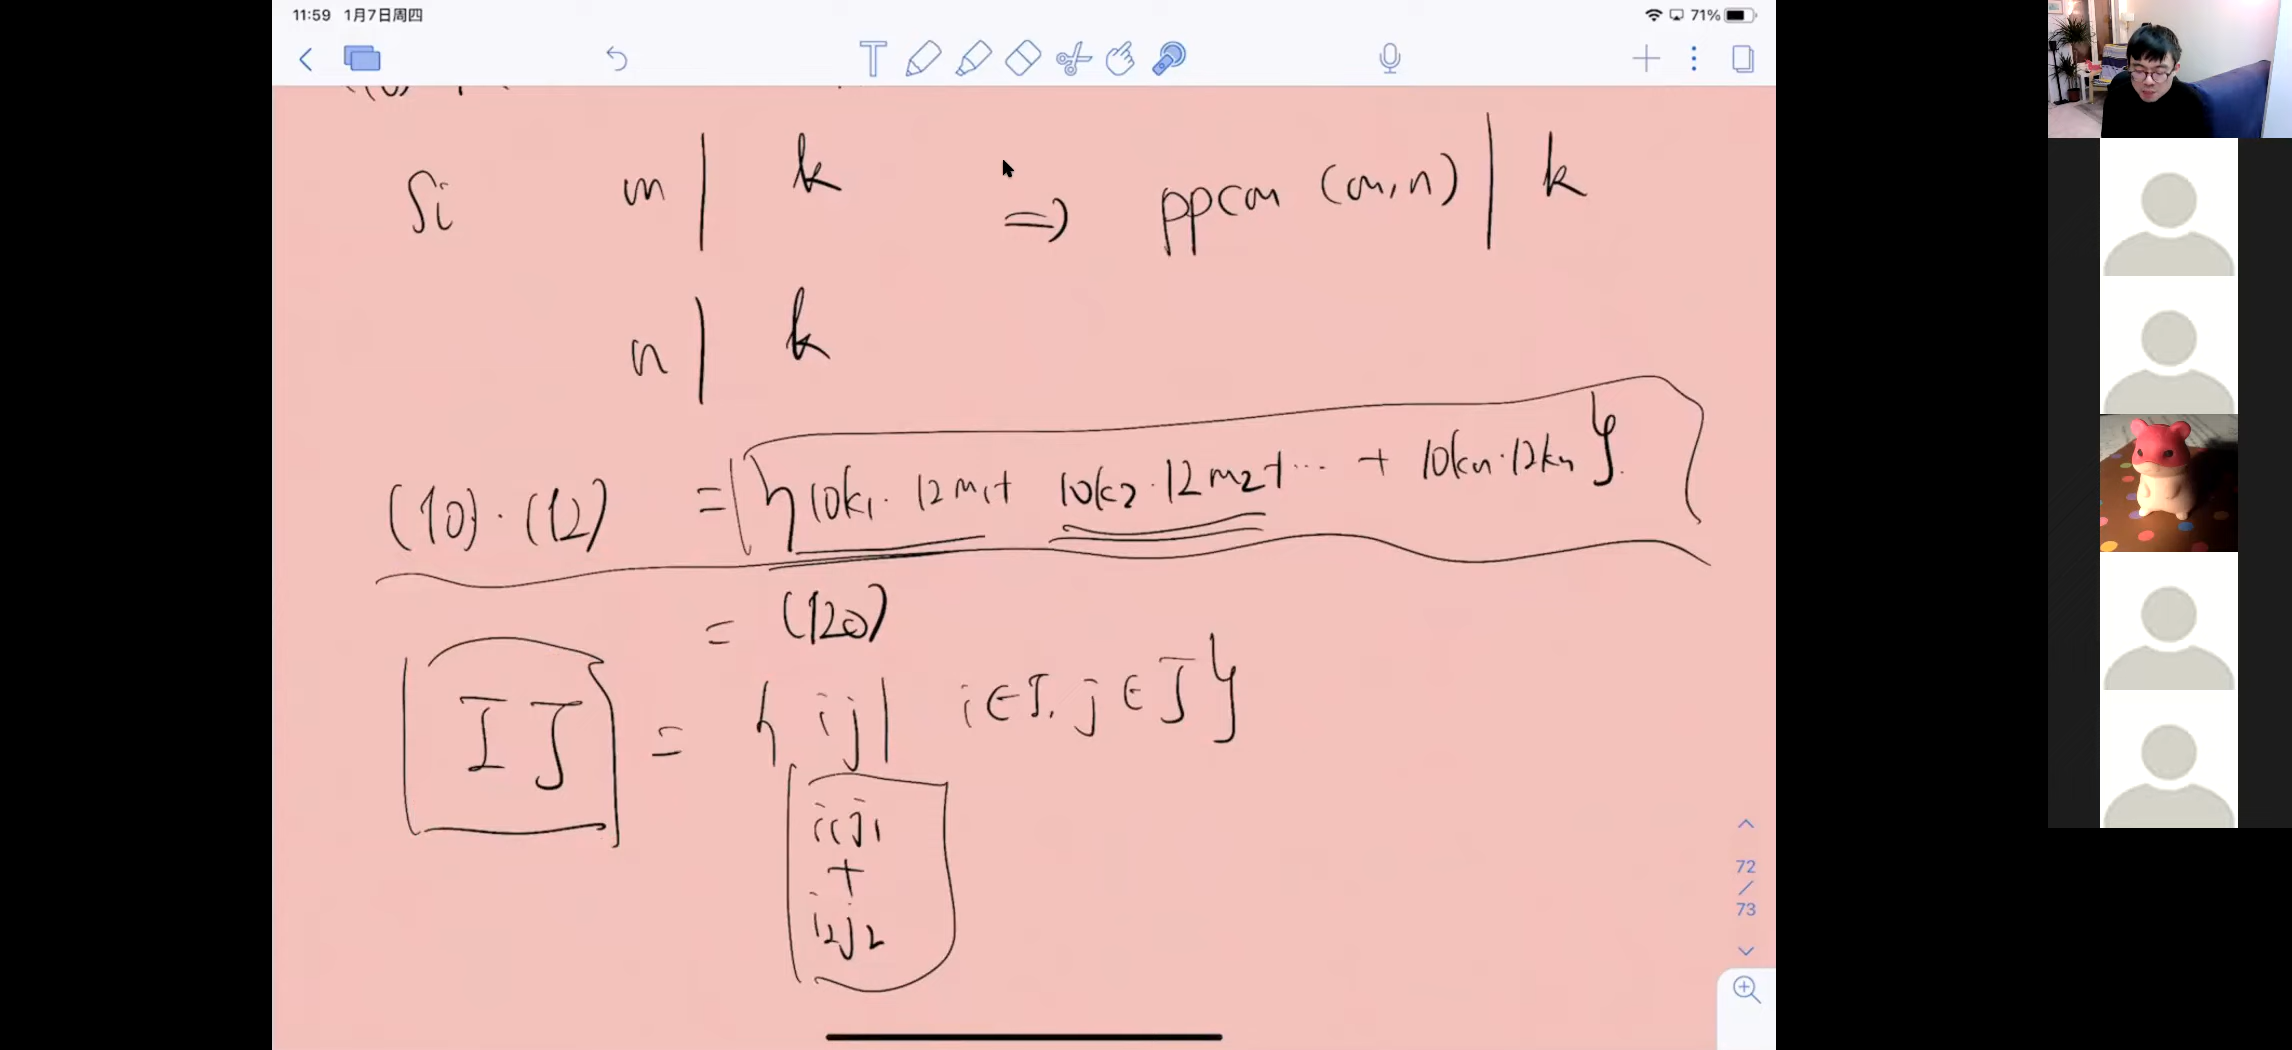 11:59 1月7日周四 71%
Si m | k ⇒ ppcm (m,n) | k
n | k
(10)·(12) = {10k1·12m1+ 10k2·12m2+··· + 10kn·12kn}.
= (120)
IJ = {ij| i∈I, j∈J}
i1j1
+
i2j2
72
/
73